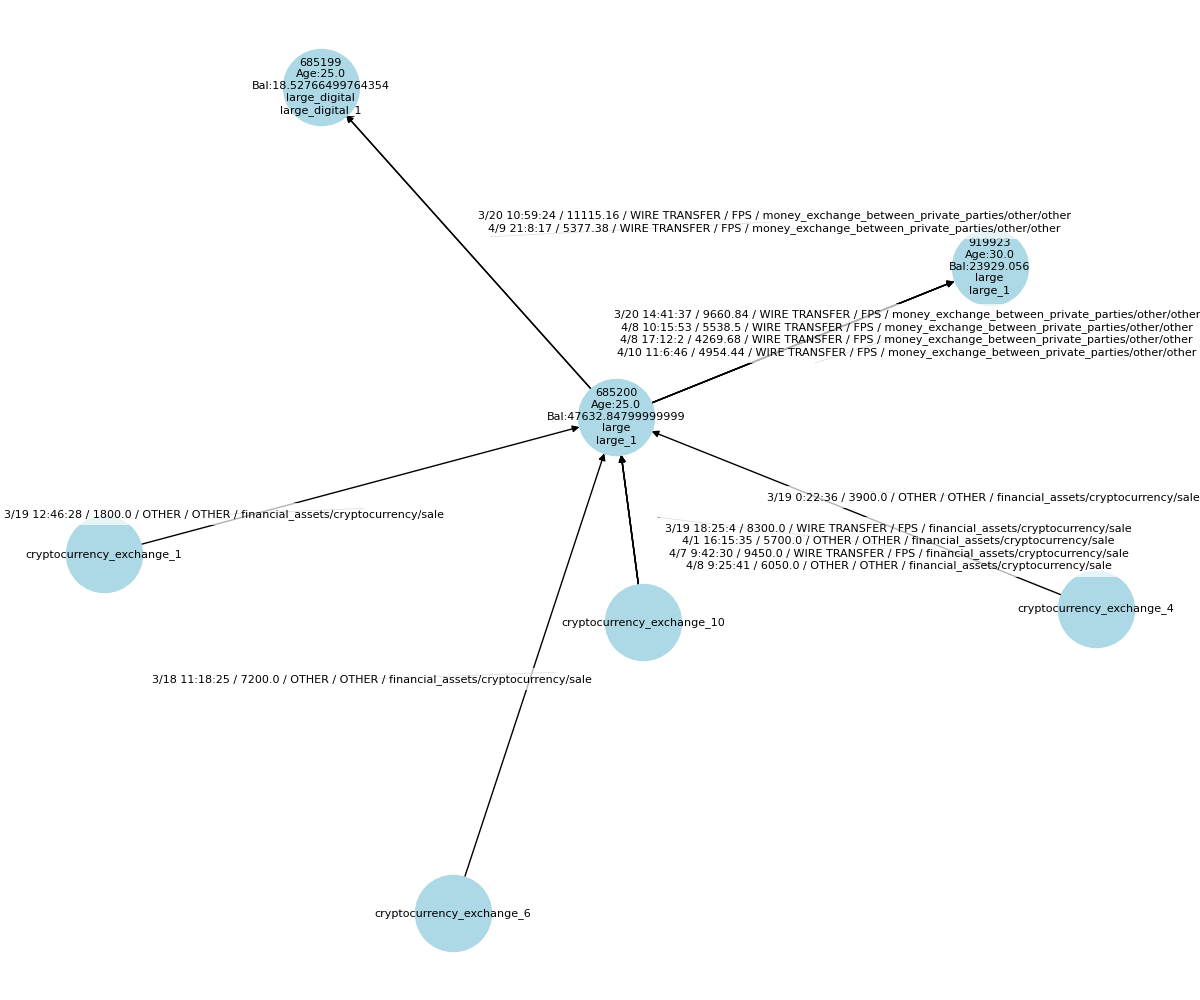 685199
Age:25.0
Bal:18.52766499764354
large_digital
large_digital_1
3/20 10:59:24 / 11115.16 / WIRE TRANSFER / FPS / money_exchange_between_private_parties/other/other
4/9 21:8:17 / 5377.38 / WIRE TRANSFER / FPS / money_exchange_between_private_parties/other/other
919923
Age:30.0
Bal:23929.056
large
large_1
3/20 14:41:37 / 9660.84 / WIRE TRANSFER / FPS / money_exchange_between_private_parties/other/other
4/8 10:15:53 / 5538.5 / WIRE TRANSFER / FPS / money_exchange_between_private_parties/other/other
4/8 17:12:2 / 4269.68 / WIRE TRANSFER / FPS / money_exchange_between_private_parties/other/other
4/10 11:6:46 / 4954.44 / WIRE TRANSFER / FPS / money_exchange_between_private_parties/other/other
685200
Age:25.0
Bal:47632.84799999999
large
large_1
3/19 0:22:36 / 3900.0 / OTHER / OTHER / financial_assets/cryptocurrency/sale
3/19 12:46:28 / 1800.0 / OTHER / OTHER / financial_assets/cryptocurrency/sale
3/19 18:25:4 / 8300.0 / WIRE TRANSFER / FPS / financial_assets/cryptocurrency/sale
4/1 16:15:35 / 5700.0 / OTHER / OTHER / financial_assets/cryptocurrency/sale
4/7 9:42:30 / 9450.0 / WIRE TRANSFER / FPS / financial_assets/cryptocurrency/sale
4/8 9:25:41 / 6050.0 / OTHER / OTHER / financial_assets/cryptocurrency/sale
cryptocurrency_exchange_1
cryptocurrency_exchange_4
cryptocurrency_exchange_10
3/18 11:18:25 / 7200.0 / OTHER / OTHER / financial_assets/cryptocurrency/sale
cryptocurrency_exchange_6